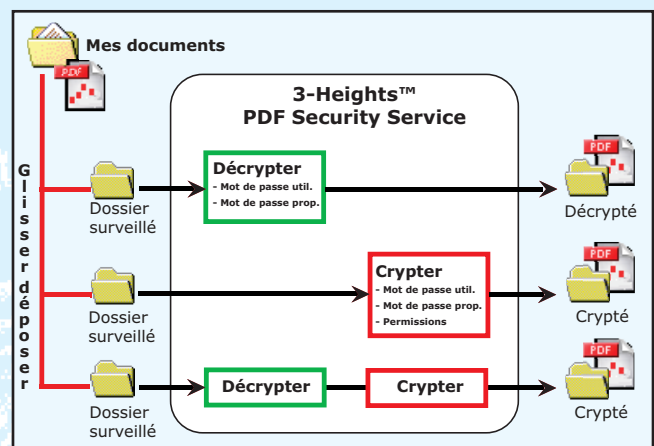 Mes documents
PDF
3-Heights™
PDF Security Service
Glisser déposer
Dossier
surveillé
Décrypter
- Mot de passe util.
- Mot de passe prop.
PDF
Décrypté
Dossier
surveillé
Crypter
- Mot de passe util.
- Mot de passe prop.
- Permissions
PDF
Crypté
Dossier
surveillé
Décrypter
Crypter
PDF
Crypté